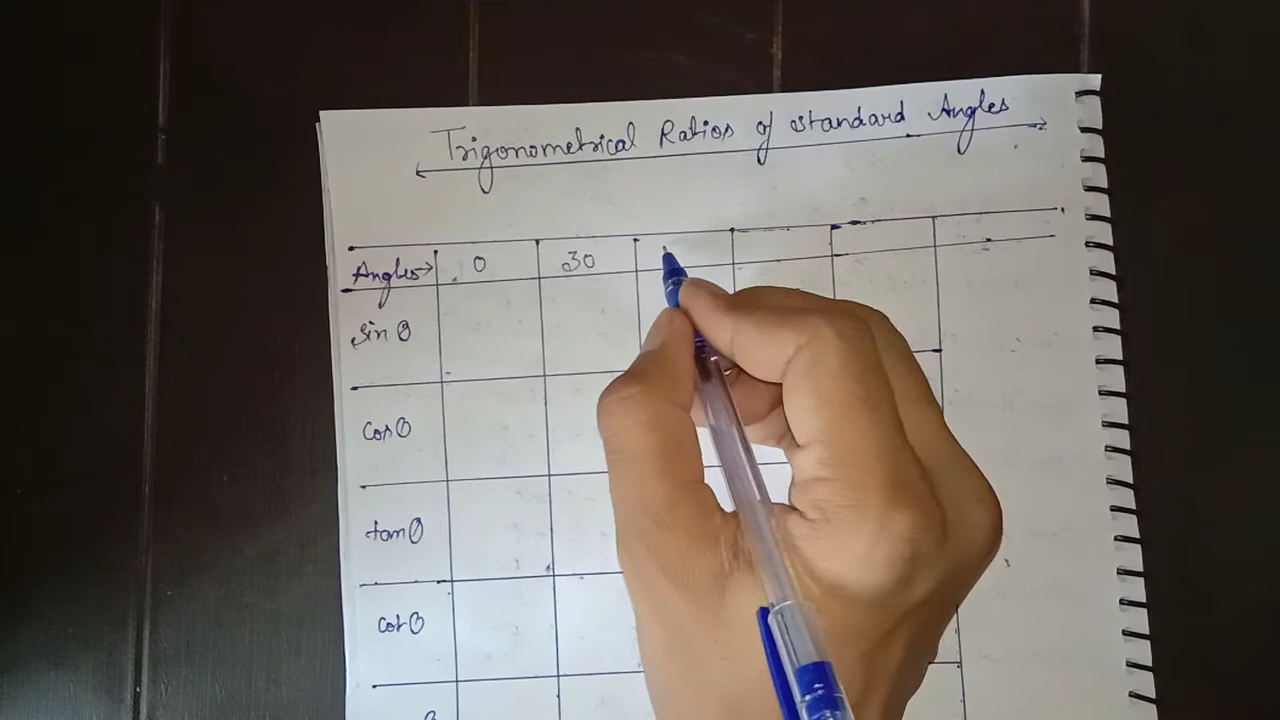 Trigonometrical Ratios of standard Angles
Angles→ 0 30
Sin θ
cos θ
tan θ
cot θ